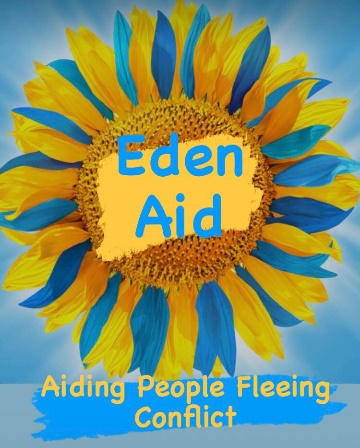 Eden
Aid
Aiding People Fleeing
Conflict